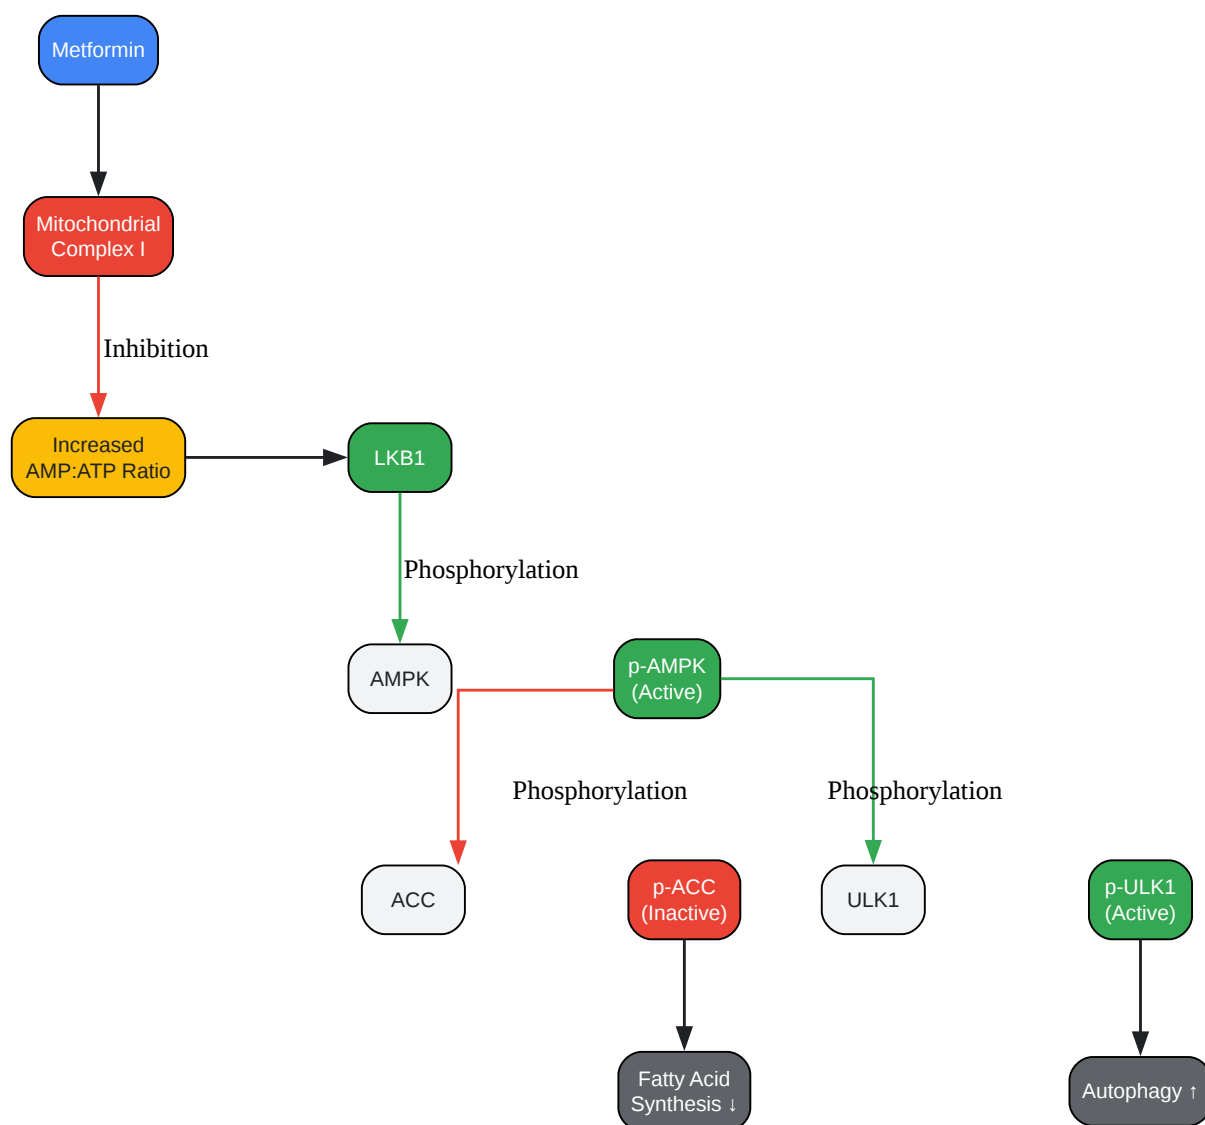 Metformin
Mitochondrial
Complex I
Inhibition
Increased
AMP:ATP Ratio
LKB1
Phosphorylation
AMPK
p-AMPK
(Active)
Phosphorylation
Phosphorylation
ACC
p-ACC
(Inactive)
ULK1
p-ULK1
(Active)
Fatty Acid
Synthesis ↓
Autophagy ↑